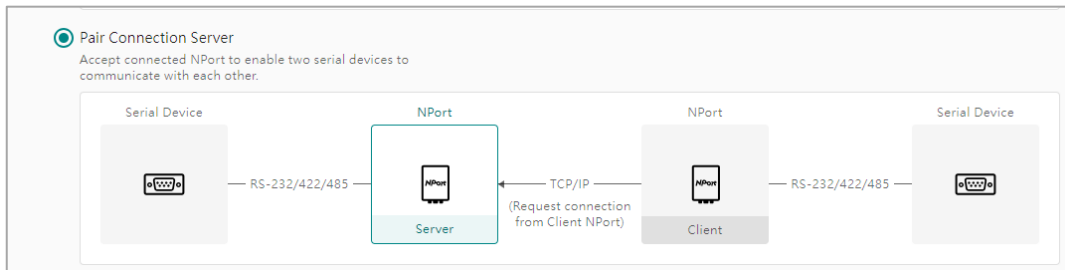 Pair Connection Server
Accept connected NPort to enable two serial devices to
communicate with each other.
Serial Device
NPort
NPort
Serial Device
RS-232/422/485
NPort
TCP/IP
NPort
RS-232/422/485
(Request connection
from Client NPort)
Server
Client